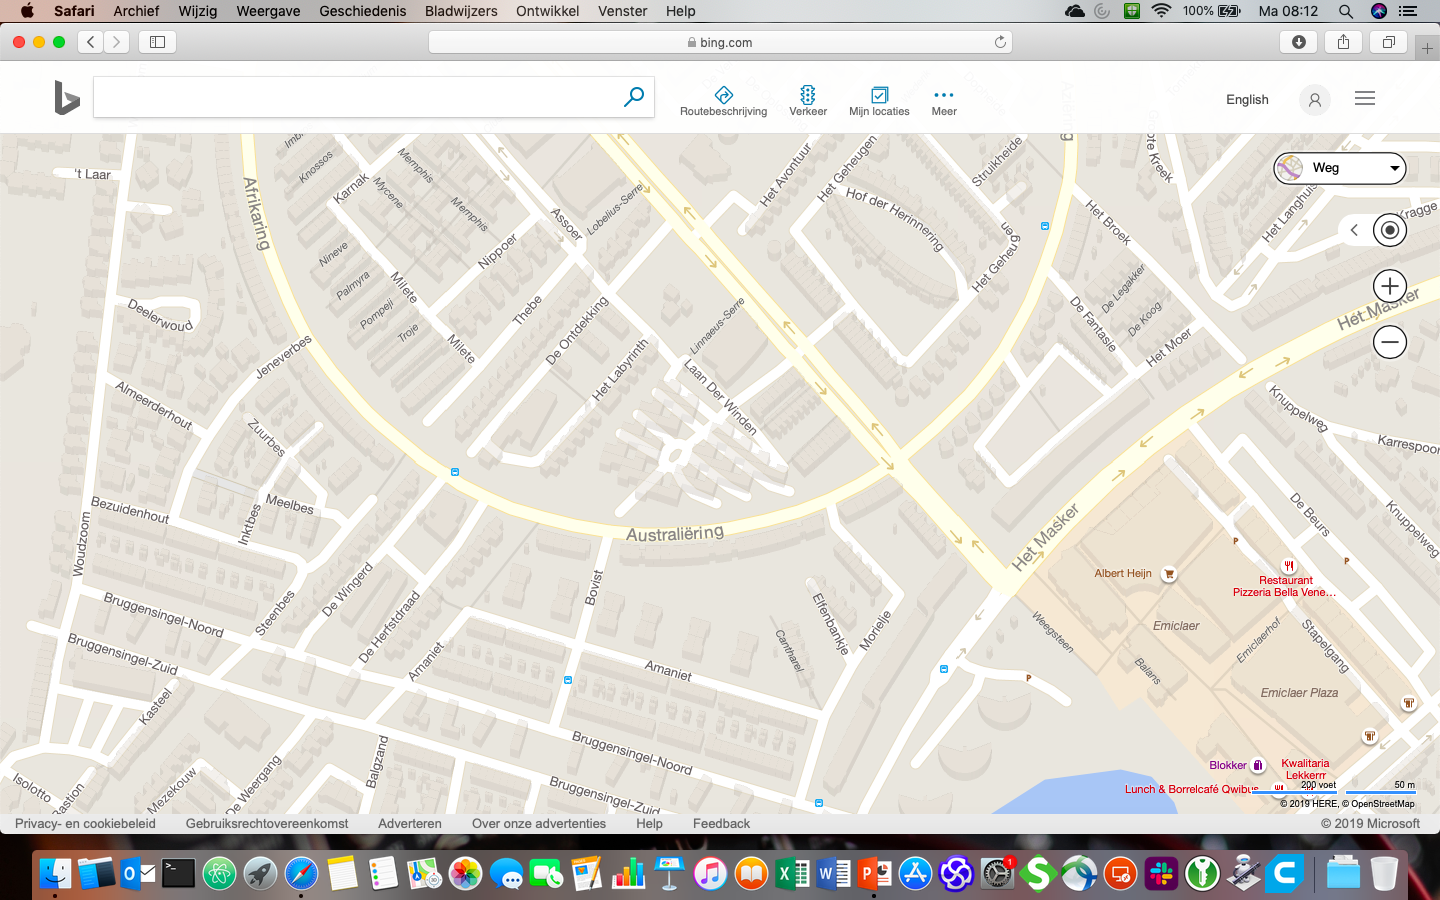 Safari Archief Wijzig Weergave Geschiedenis Bladwijzers Ontwikkel Venster Help 100% Ma 08:12
bing.com
Routebeschrijving Verkeer Mijn locaties Meer English
Weg
't Laar
Afrikaring
Knossos
Karnak
Memphis
Mycene
Memphis
Nineve
Palmyra
Pompeji
Troje
Milete
Milete
Nippoer
Assoer
Lobelius-Serre
Thebe
De Ontdekking
Het Labyrinth
Linnaeus-Serre
Laan Der Winden
Het Avontuur
Het Geheugen
Hof der Herinnering
Struikheide
Het Geheugen
Het Broek
De Fantasie
De Legakker
De Koog
Het Moer
Het Langhuis
Kragge
Het Masker
Knuppelweg
Karrespoor
Knuppelweg
Deelerwoud
Jeneverbes
Almeerderhout
Zuurbes
Meelbes
Inktbes
Bezuidenhout
Woudzoom
Australiëring
Het Masker
De Beurs
P
P
Albert Heijn
Restaurant
Pizzeria Bella Vene...
Emiclaer
Emiclaerhof
Stapelgang
Weegsteen
Balans
Emiclaer Plaza
P
Bovist
De Wingerd
Steenbes
De Herfstdraad
Amaniet
Amaniet
Elfenbankje
Morielje
Cantharel
Bruggensingel-Noord
Bruggensingel-Zuid
Kasteel
Bruggensingel-Noord
Bruggensingel-Zuid
Balgzand
De Weergang
Mezekouw
Isolotto
Bastion
Blokker
Kwalitaria
Lekkerrr
Lunch & Borrelcafé Qwibus
200 voet 50 m
© 2019 HERE, © OpenStreetMap
Privacy- en cookiebeleid Gebruiksrechtovereenkomst Adverteren Over onze advertenties Help Feedback © 2019 Microsoft
1